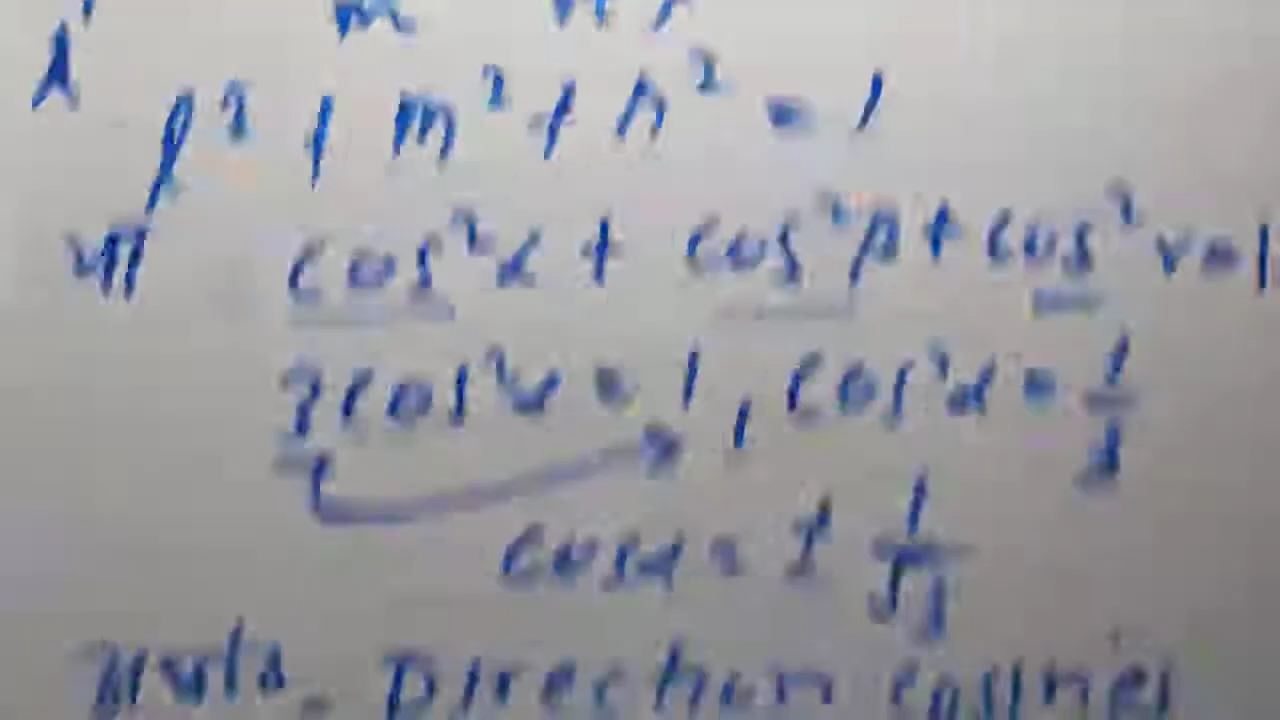 l² + m² + n² = 1
cos²α + cos²β + cos²γ = 1
3cos²α = 1, cos²α = 1/3
cosα = ± 1/√3
Direction cosines